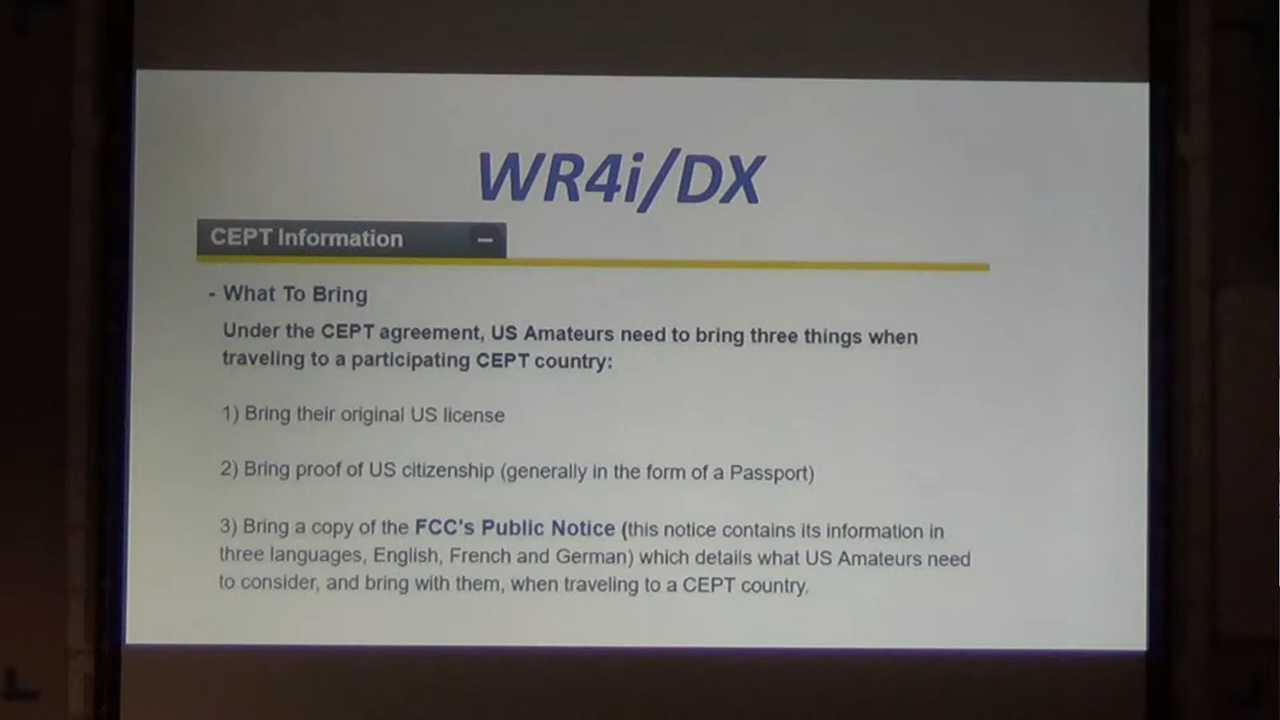 WR4i/DX
CEPT Information
- What To Bring
Under the CEPT agreement, US Amateurs need to bring three things when
traveling to a participating CEPT country:
1) Bring their original US license
2) Bring proof of US citizenship (generally in the form of a Passport)
3) Bring a copy of the FCC's Public Notice (this notice contains its information in
three languages, English, French and German) which details what US Amateurs need
to consider, and bring with them, when traveling to a CEPT country.